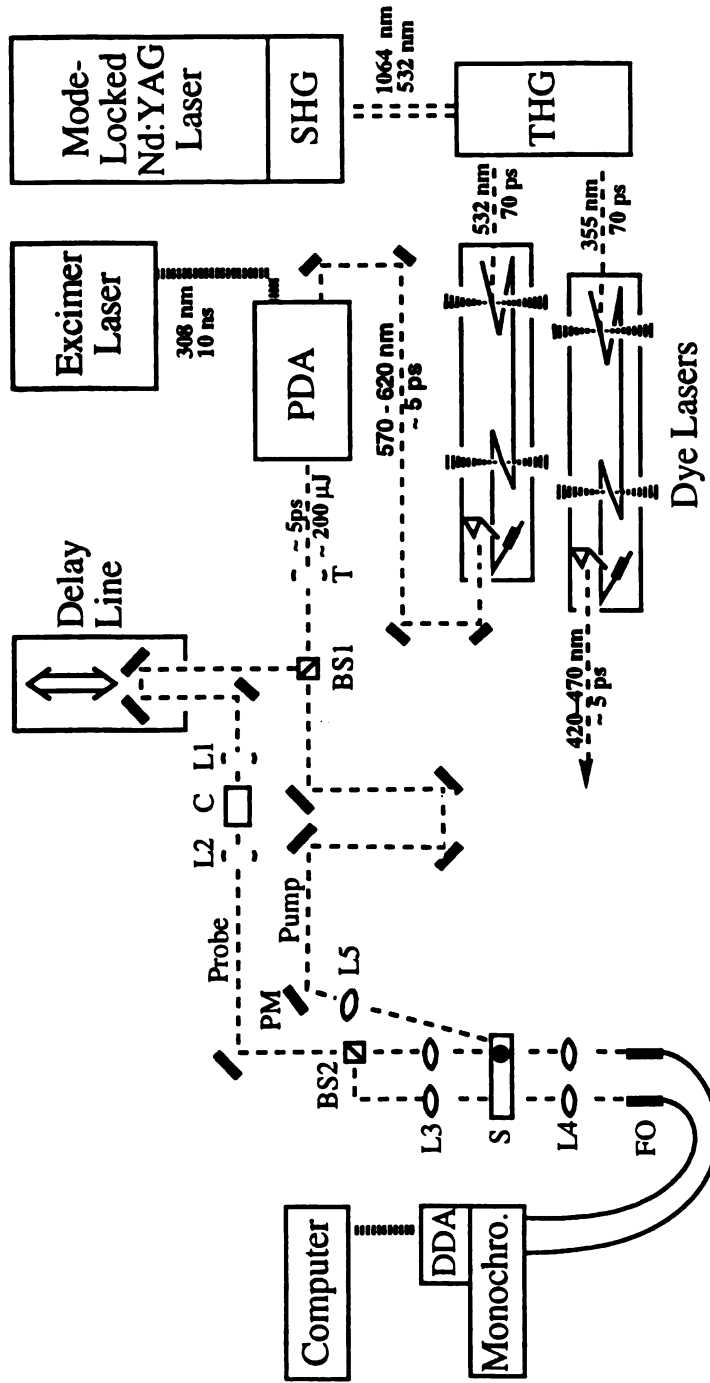 Mode-
Locked
Nd:YAG
Laser
SHG
1064 nm
532 nm
THG
Excimer
Laser
308 nm
10 ns
PDA
532 nm
70 ps
355 nm
70 ps
570 - 620 nm
~ 5 ps
Dye Lasers
420-470 nm
~ 5 ps
~ 5ps
~ 200 µJ
T
BS1
Delay
Line
L1
C
L2
Probe
Pump
PM
L5
BS2
L3
S
L4
FO
Computer
DDA
Monochro.